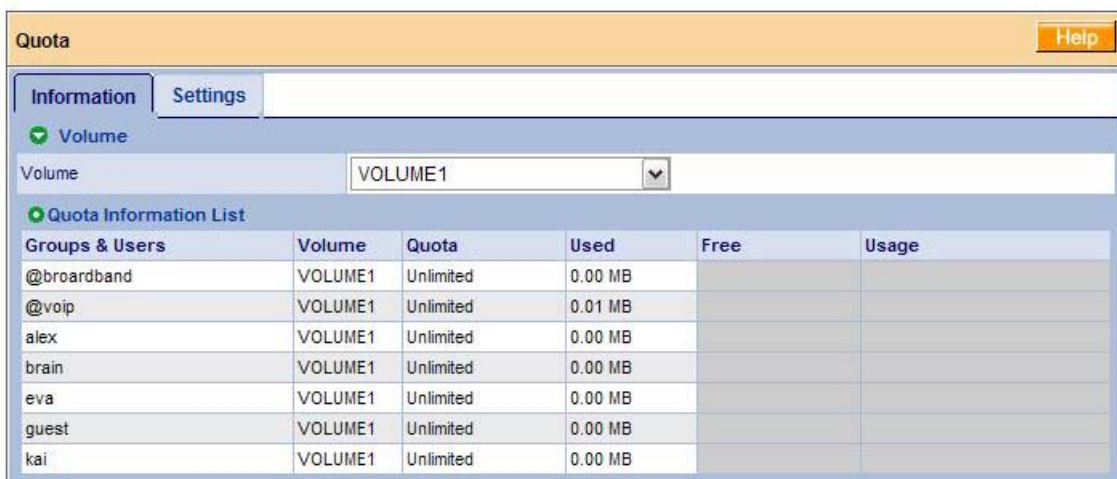 Quota Help
Information Settings
Volume
Volume VOLUME1
Quota Information List
Groups & Users Volume Quota Used Free Usage
@broardband VOLUME1 Unlimited 0.00 MB
@voip VOLUME1 Unlimited 0.01 MB
alex VOLUME1 Unlimited 0.00 MB
brain VOLUME1 Unlimited 0.00 MB
eva VOLUME1 Unlimited 0.00 MB
guest VOLUME1 Unlimited 0.00 MB
kai VOLUME1 Unlimited 0.00 MB